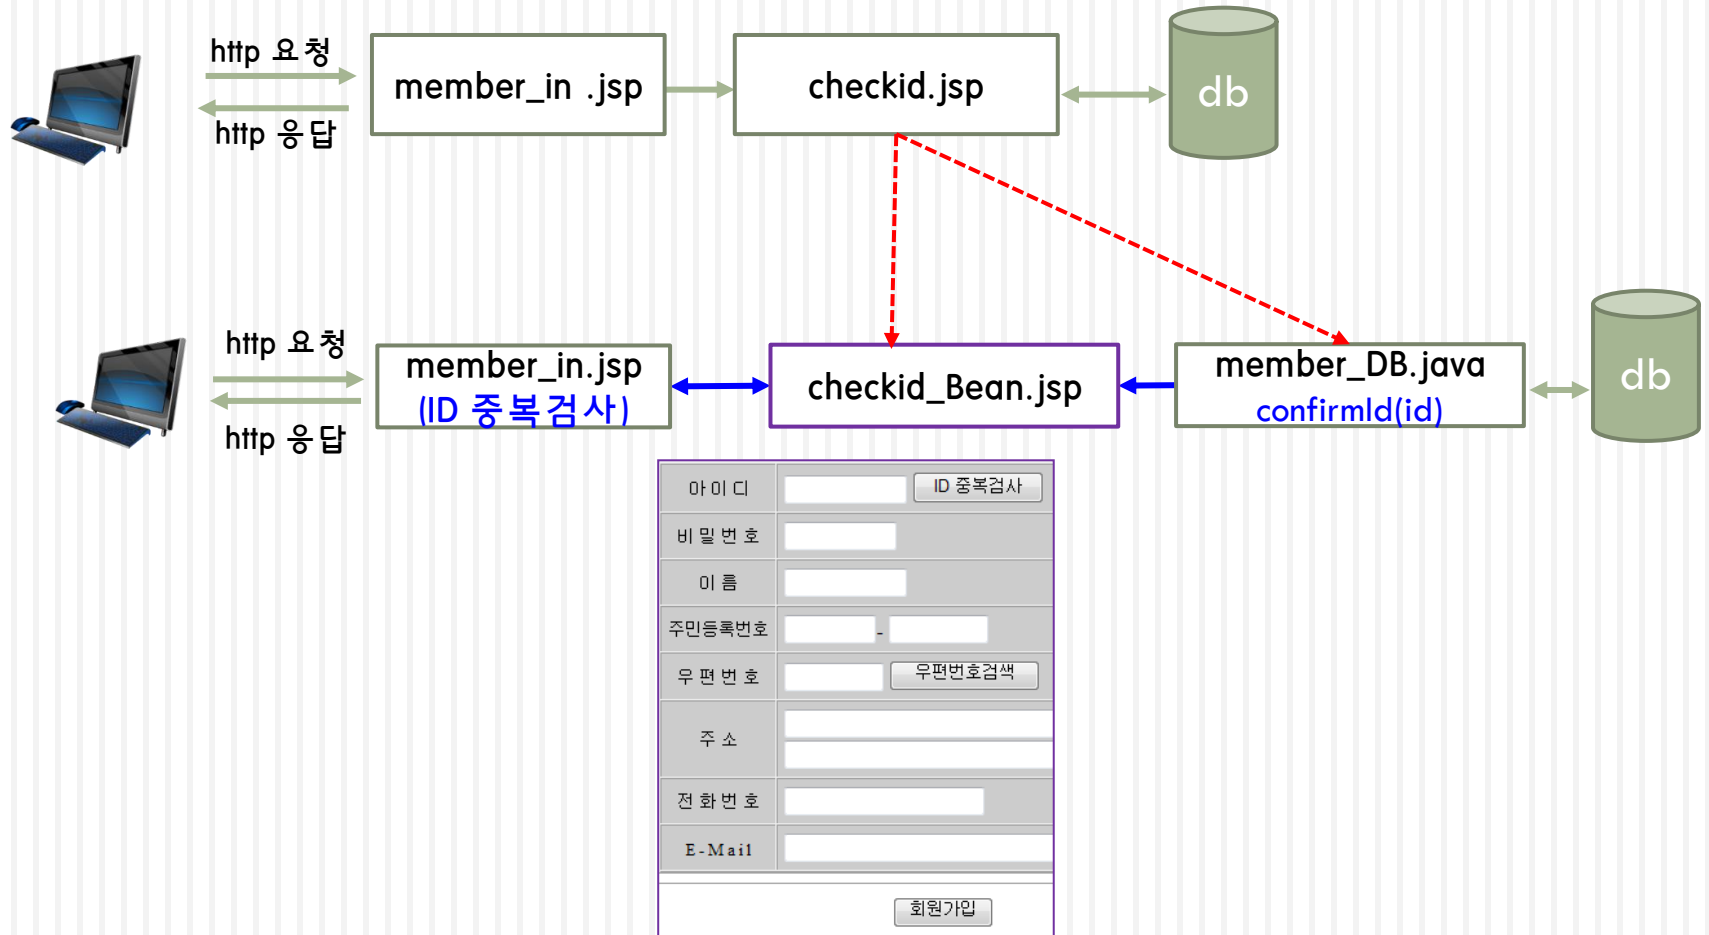 http 요청
member_in .jsp
checkid.jsp
db
http 응답
http 요청
member_in.jsp
(ID 중복검사)
checkid_Bean.jsp
member_DB.java
confirmId(id)
db
http 응답
아 이 디
ID 중복검사
비 밀 번 호
이 름
주민등록번호
-
우 편 번 호
우편번호검색
주 소
전 화 번 호
E-Mail
회원가입